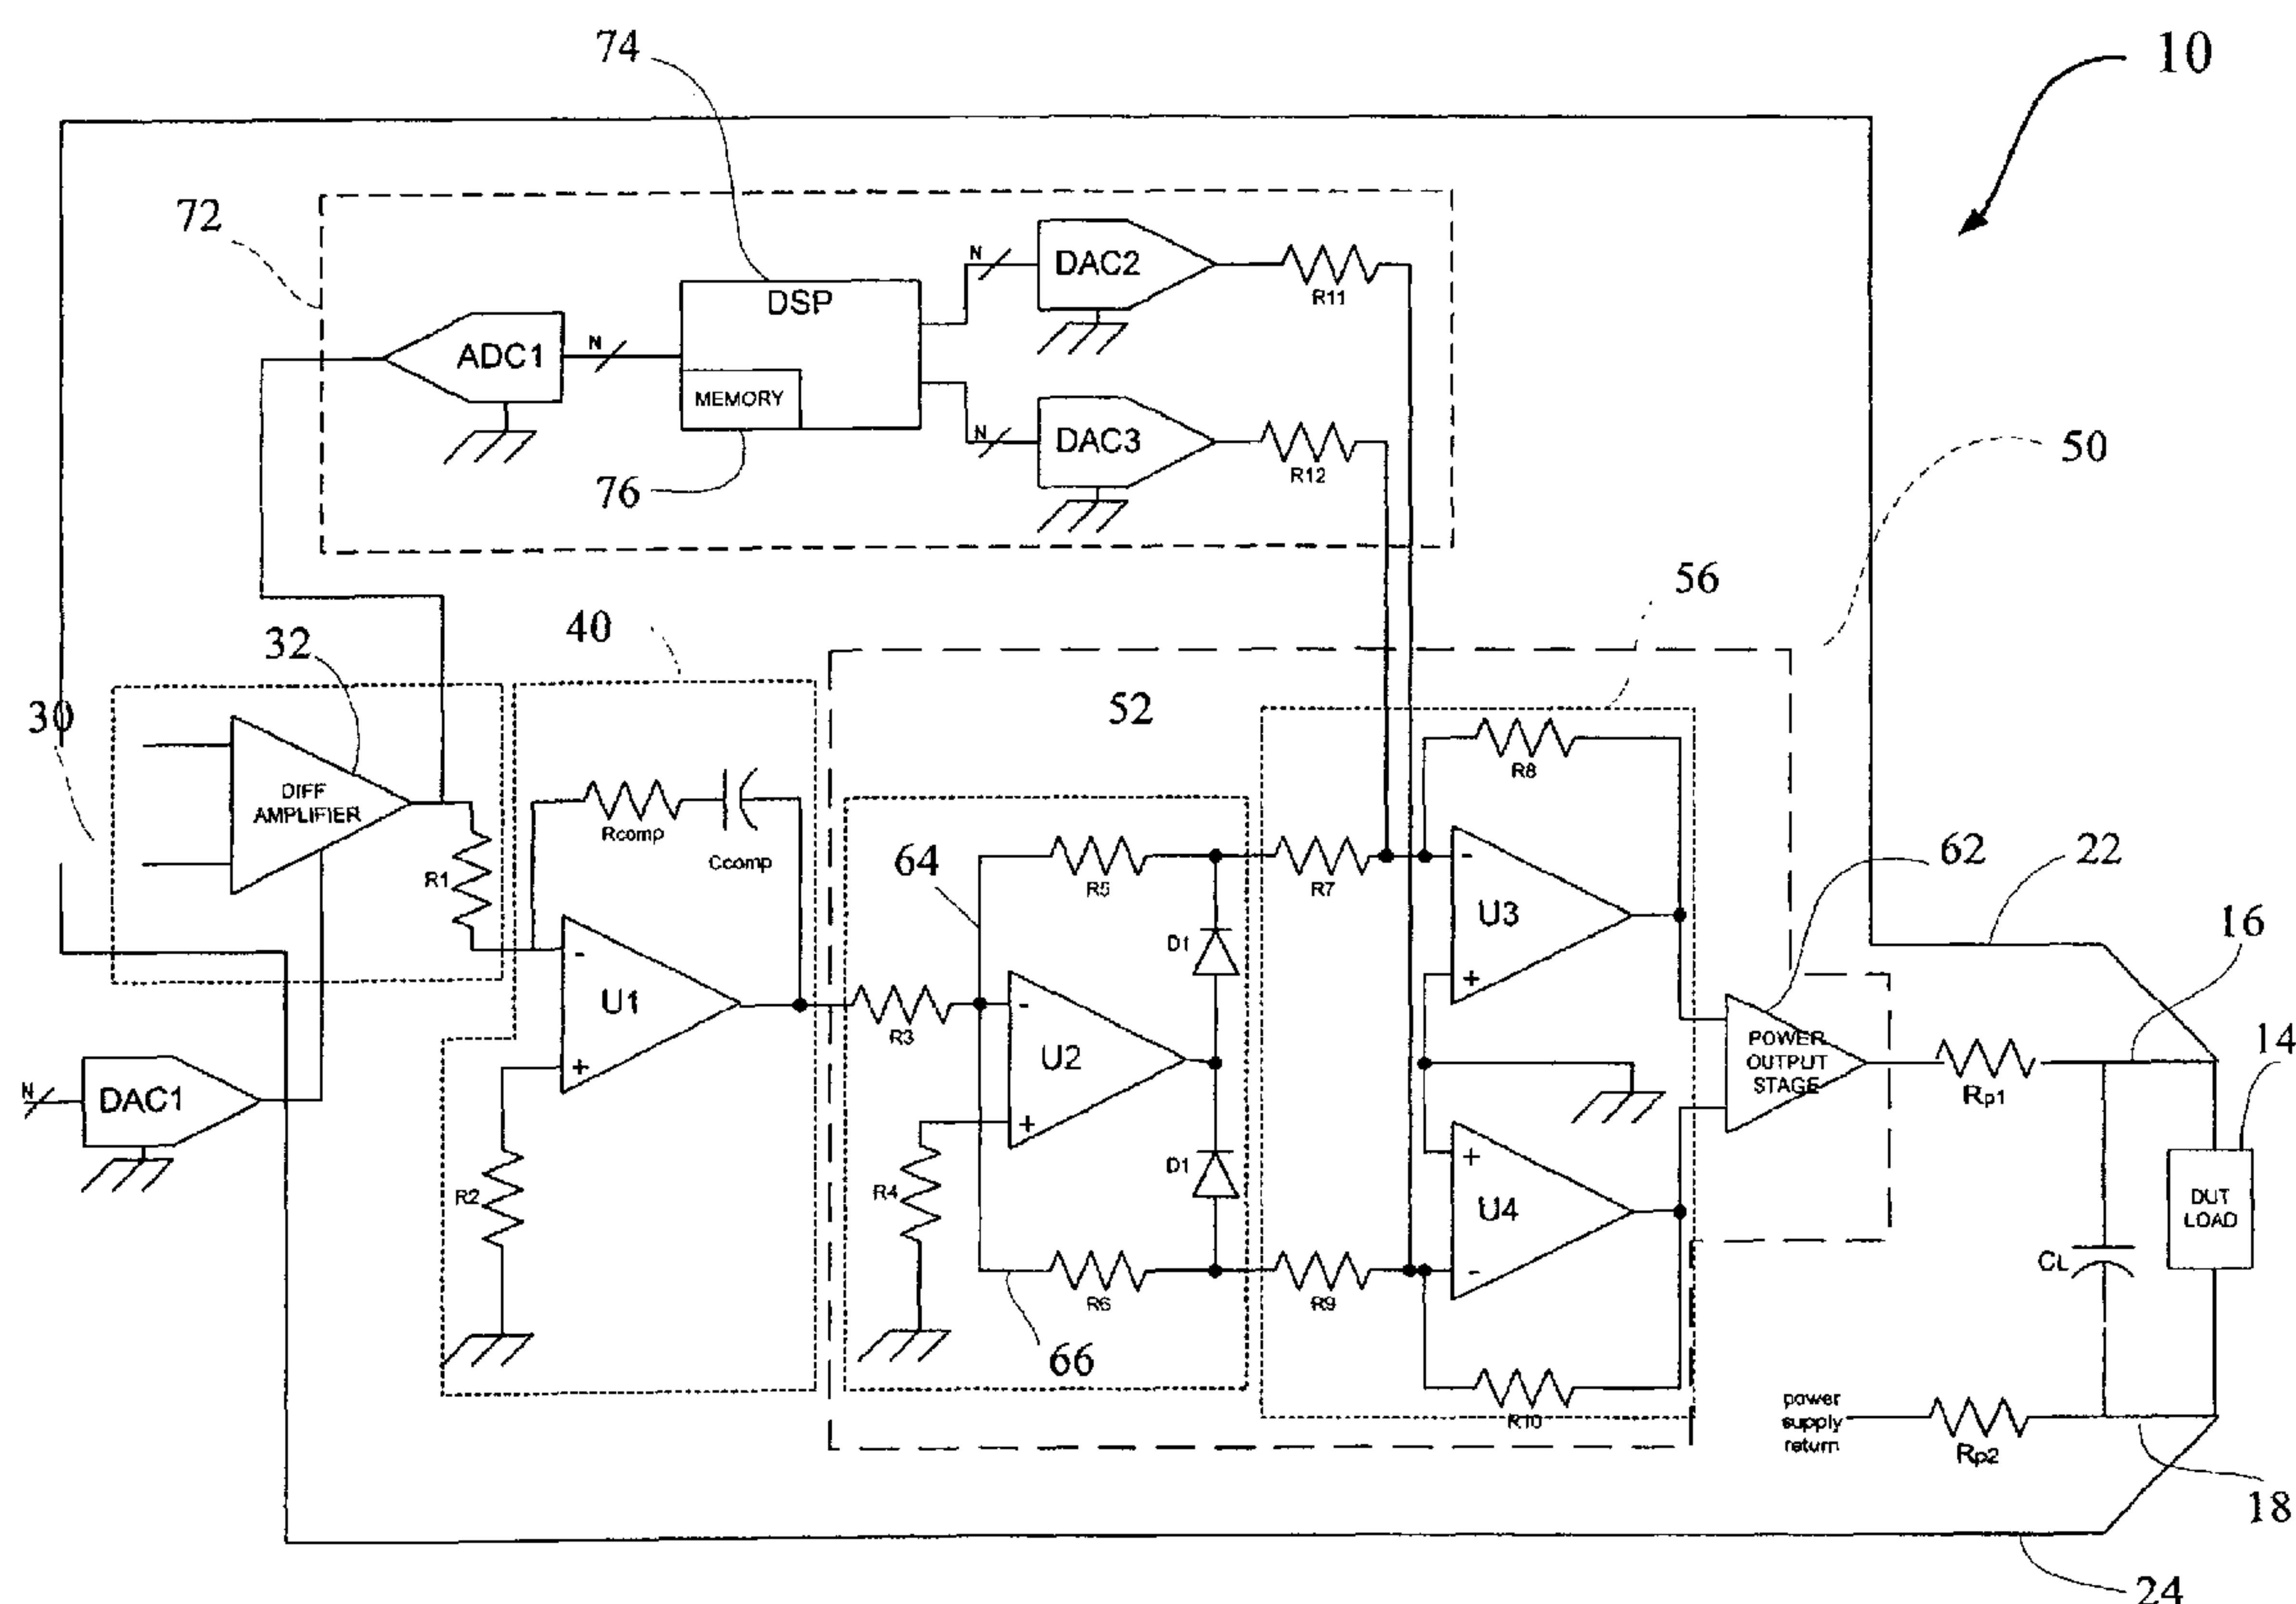 10
74
72
N
DAC2
DSP
R11
ADC1
N
MEMORY
N
DAC3
R12
76
50
56
40
32
30
52
R8
DIFF
AMPLIFIER
Rcomp
Ccomp
R1
64
R5
R7
-
U3
+
62
22
16
D1
-
U1
+
R3
-
U2
+
POWER
OUTPUT
STAGE
Rp1
14
N
DAC1
R2
R4
D1
+
U4
-
DUT
LOAD
CL
R6
R9
66
R10
power
supply
return
Rp2
18
24